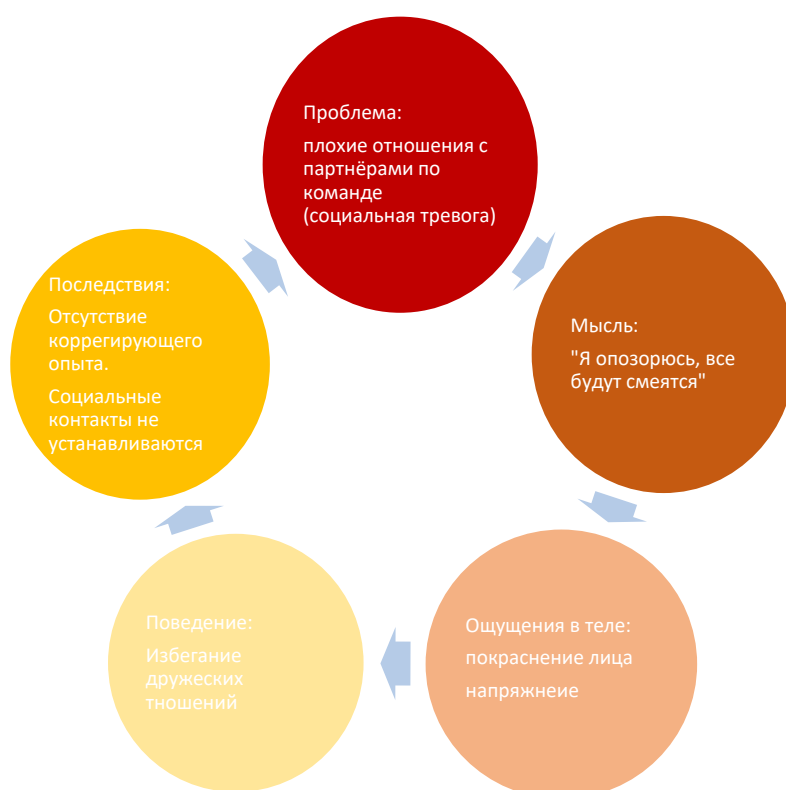 Проблема:
плохие отношения с
партнёрами по
команде
(социальная тревога)
Мысль:
"Я опозорюсь, все
будут смеятся"
Ощущения в теле:
покраснение лица
напряжнеие
Поведение:
Избегание
дружеских
тношений
Последствия:
Отсутствие
коррегирующего
опыта.
Социальные
контакты не
устанавливаются